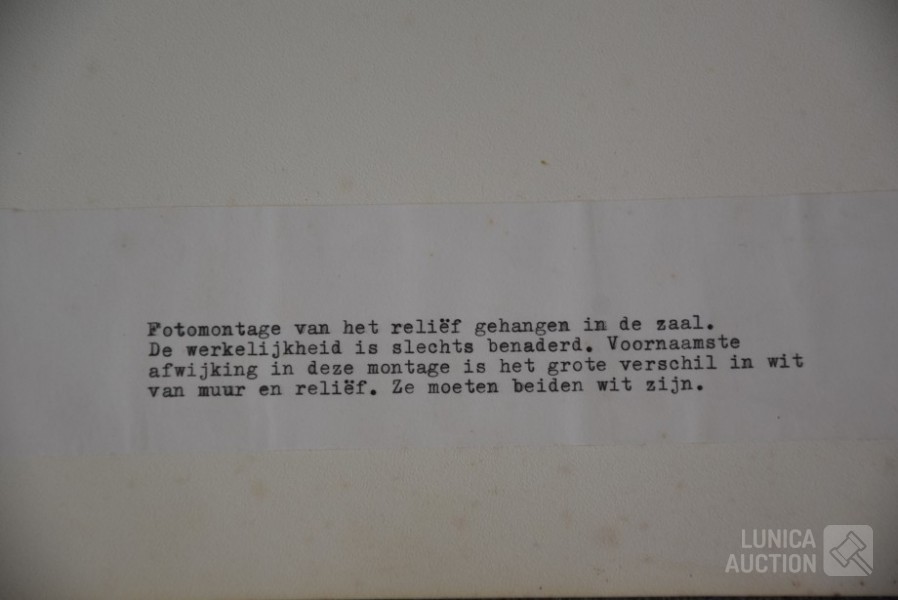 Fotomontage van het reliëf gehangen in de zaal.
De werkelijkheid is slechts benaderd. Voornaamste
afwijking in deze montage is het grote verschil in wit
van muur en reliëf. Ze moeten beiden wit zijn.
LUNICA
AUCTION